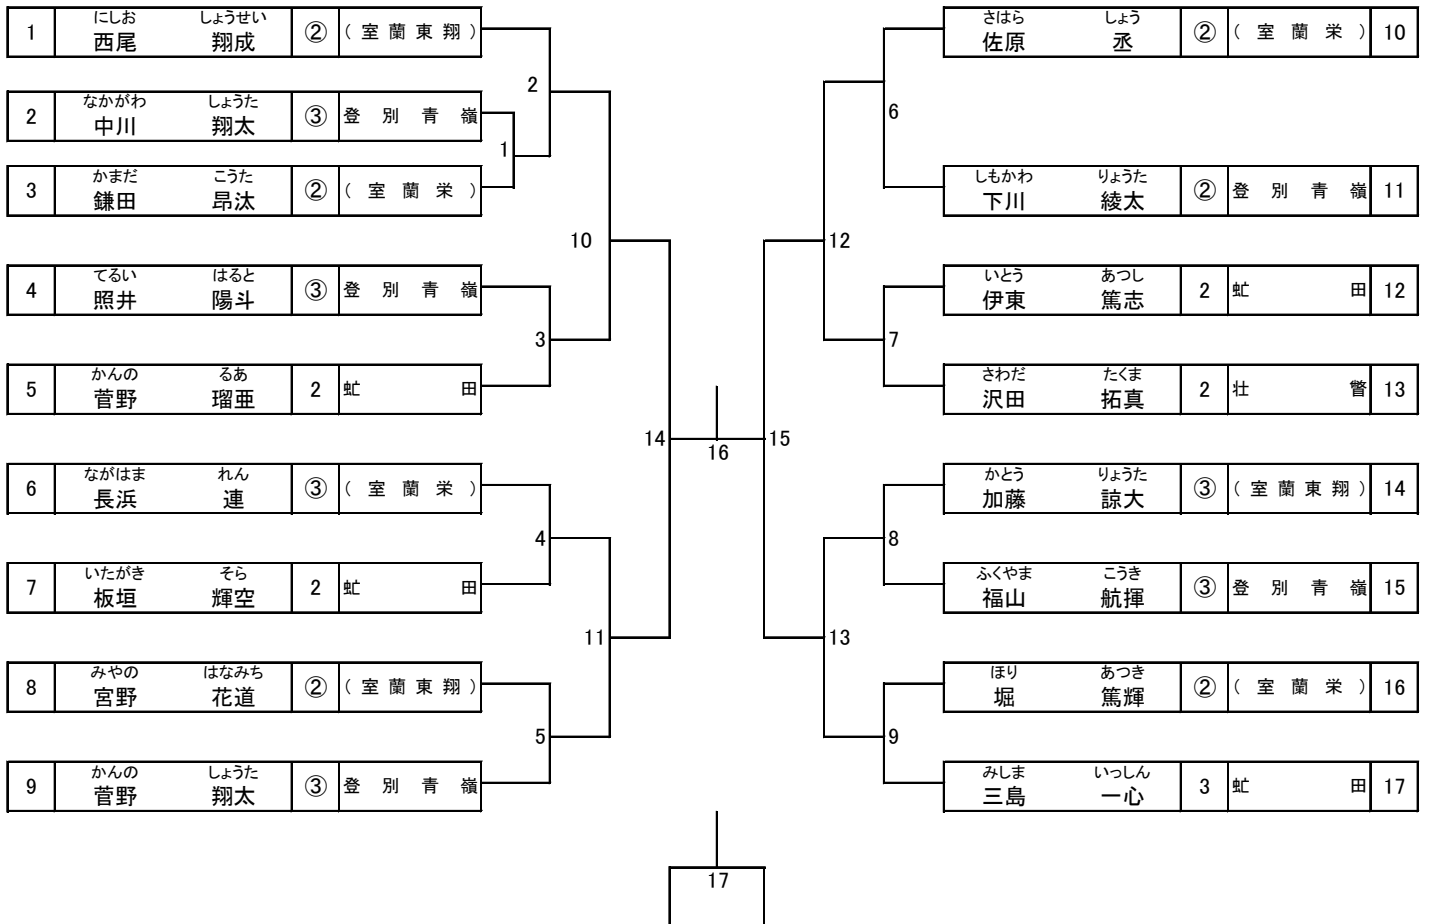 にしお しょうせい
1 西尾 翔成 ② (室蘭東翔)
なかがわ しょうた
2 中川 翔太 ③ 登別青嶺
かまだ こうた
3 鎌田 昂汰 ② (室蘭栄)
てるい はると
4 照井 陽斗 ③ 登別青嶺
かんの るあ
5 菅野 瑠亜 2 虻田
ながはま れん
6 長浜 連 ③ (室蘭栄)
いたがき そら
7 板垣 輝空 2 虻田
みやの はなみち
8 宮野 花道 ② (室蘭東翔)
かんの しょうた
9 菅野 翔太 ③ 登別青嶺
2
1
10
3
14
4
11
5
16
17
6
12
7
15
8
13
9
さはら しょう
佐原 丞 ② (室蘭栄) 10
しもかわ りょうた
下川 綾太 ② 登別青嶺 11
いとう あつし
伊東 篤志 2 虻田 12
さわだ たくま
沢田 拓真 2 壮瞥 13
かとう りょうた
加藤 諒大 ③ (室蘭東翔) 14
ふくやま こうき
福山 航揮 ③ 登別青嶺 15
ほり あつき
堀 篤輝 ② (室蘭栄) 16
みしま いっしん
三島 一心 3 虻田 17